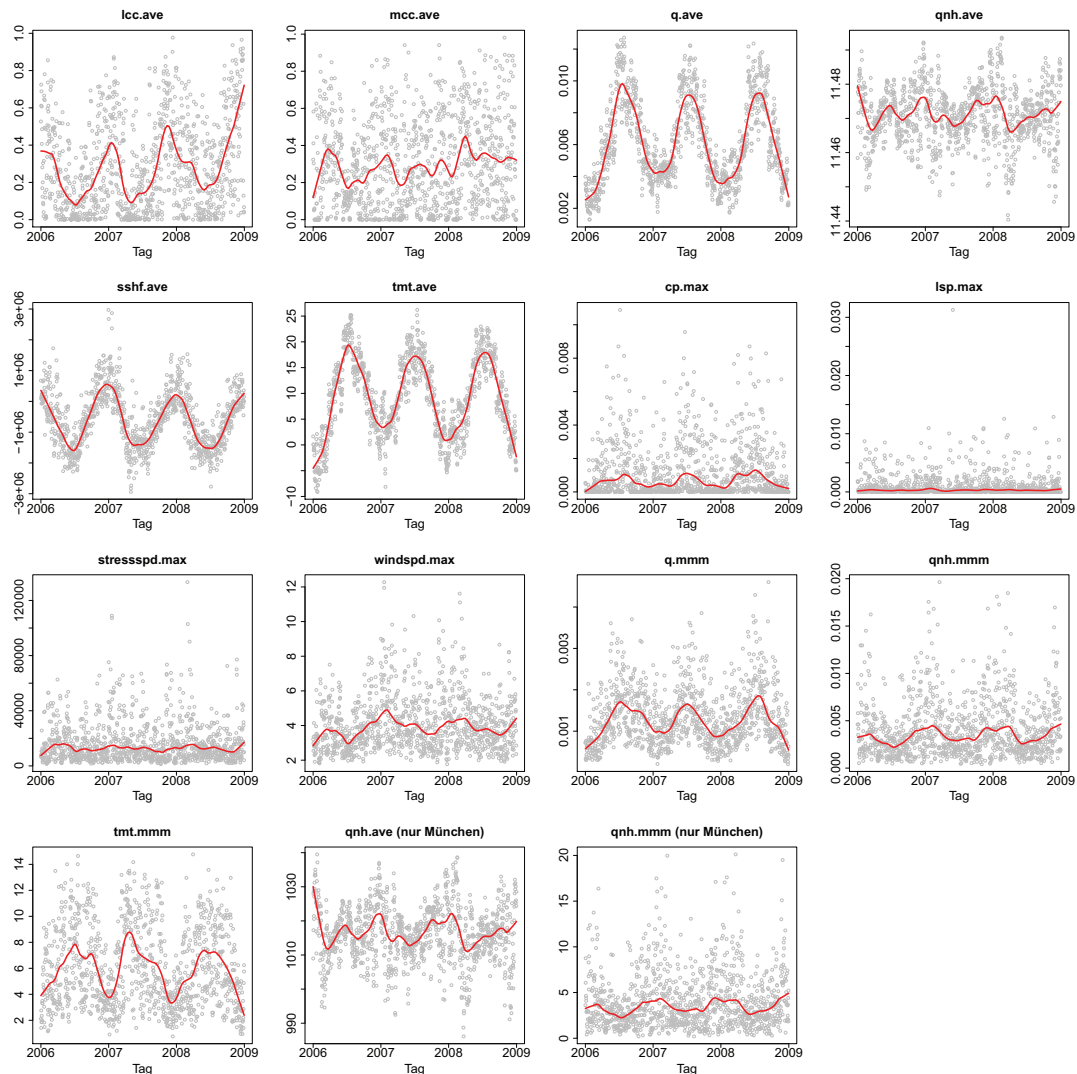 lcc.ave
0.0 0.2 0.4 0.6 0.8 1.0
2006 2007 2008 2009
Tag
mcc.ave
0.0 0.2 0.4 0.6 0.8 1.0
2006 2007 2008 2009
Tag
q.ave
0.002 0.006 0.010
2006 2007 2008 2009
Tag
qnh.ave
11.44 11.46 11.48
2006 2007 2008 2009
Tag
sshf.ave
−3e+06 −1e+06 1e+06 3e+06
2006 2007 2008 2009
Tag
tmt.ave
−10 0 5 10 15 20 25
2006 2007 2008 2009
Tag
cp.max
0.000 0.004 0.008
2006 2007 2008 2009
Tag
lsp.max
0.000 0.010 0.020 0.030
2006 2007 2008 2009
Tag
stressspd.max
0 40000 80000 120000
2006 2007 2008 2009
Tag
windspd.max
2 4 6 8 10 12
2006 2007 2008 2009
Tag
q.mmm
0.001 0.003
2006 2007 2008 2009
Tag
qnh.mmm
0.000 0.005 0.010 0.015 0.020
2006 2007 2008 2009
Tag
tmt.mmm
2 4 6 8 10 12 14
2006 2007 2008 2009
Tag
qnh.ave (nur München)
990 1010 1030
2006 2007 2008 2009
Tag
qnh.mmm (nur München)
0 5 10 15 20
2006 2007 2008 2009
Tag